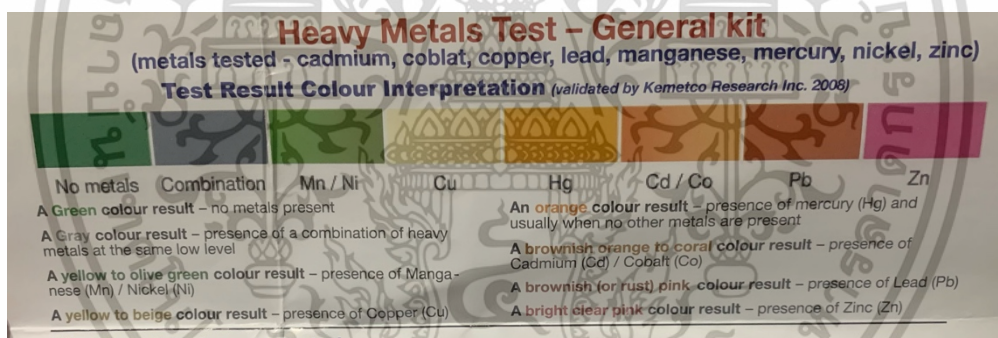 Heavy Metals Test – General kit
(metals tested - cadmium, coblat, copper, lead, manganese, mercury, nickel, zinc)
Test Result Colour Interpretation (validated by Kametco Research Inc. 2008)
No metals Combination Mn / Ni Cu Hg Cd / Co Pb Zn
A Green colour result – no metals present
A Gray colour result – presence of a combination of heavy
metals at the same low level
A yellow to olive green colour result – presence of Manga-
nese (Mn) / Nickel (Ni)
A yellow to beige colour result – presence of Copper (Cu)
An orange colour result – presence of mercury (Hg) and
usually when no other metals are present
A brownish orange to coral colour result – presence of
Cadmium (Cd) / Cobalt (Co)
A brownish (or rust) pink colour result – presence of Lead (Pb)
A bright clear pink colour result – presence of Zinc (Zn)